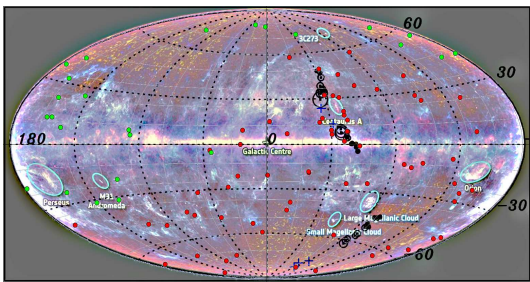 60
3C273
30
Centaurus A
180
0
Galactic Centre
Perseus
M33
Andromeda
Orion
-30
Large Magellanic Cloud
Small Magellanic Cloud
-60